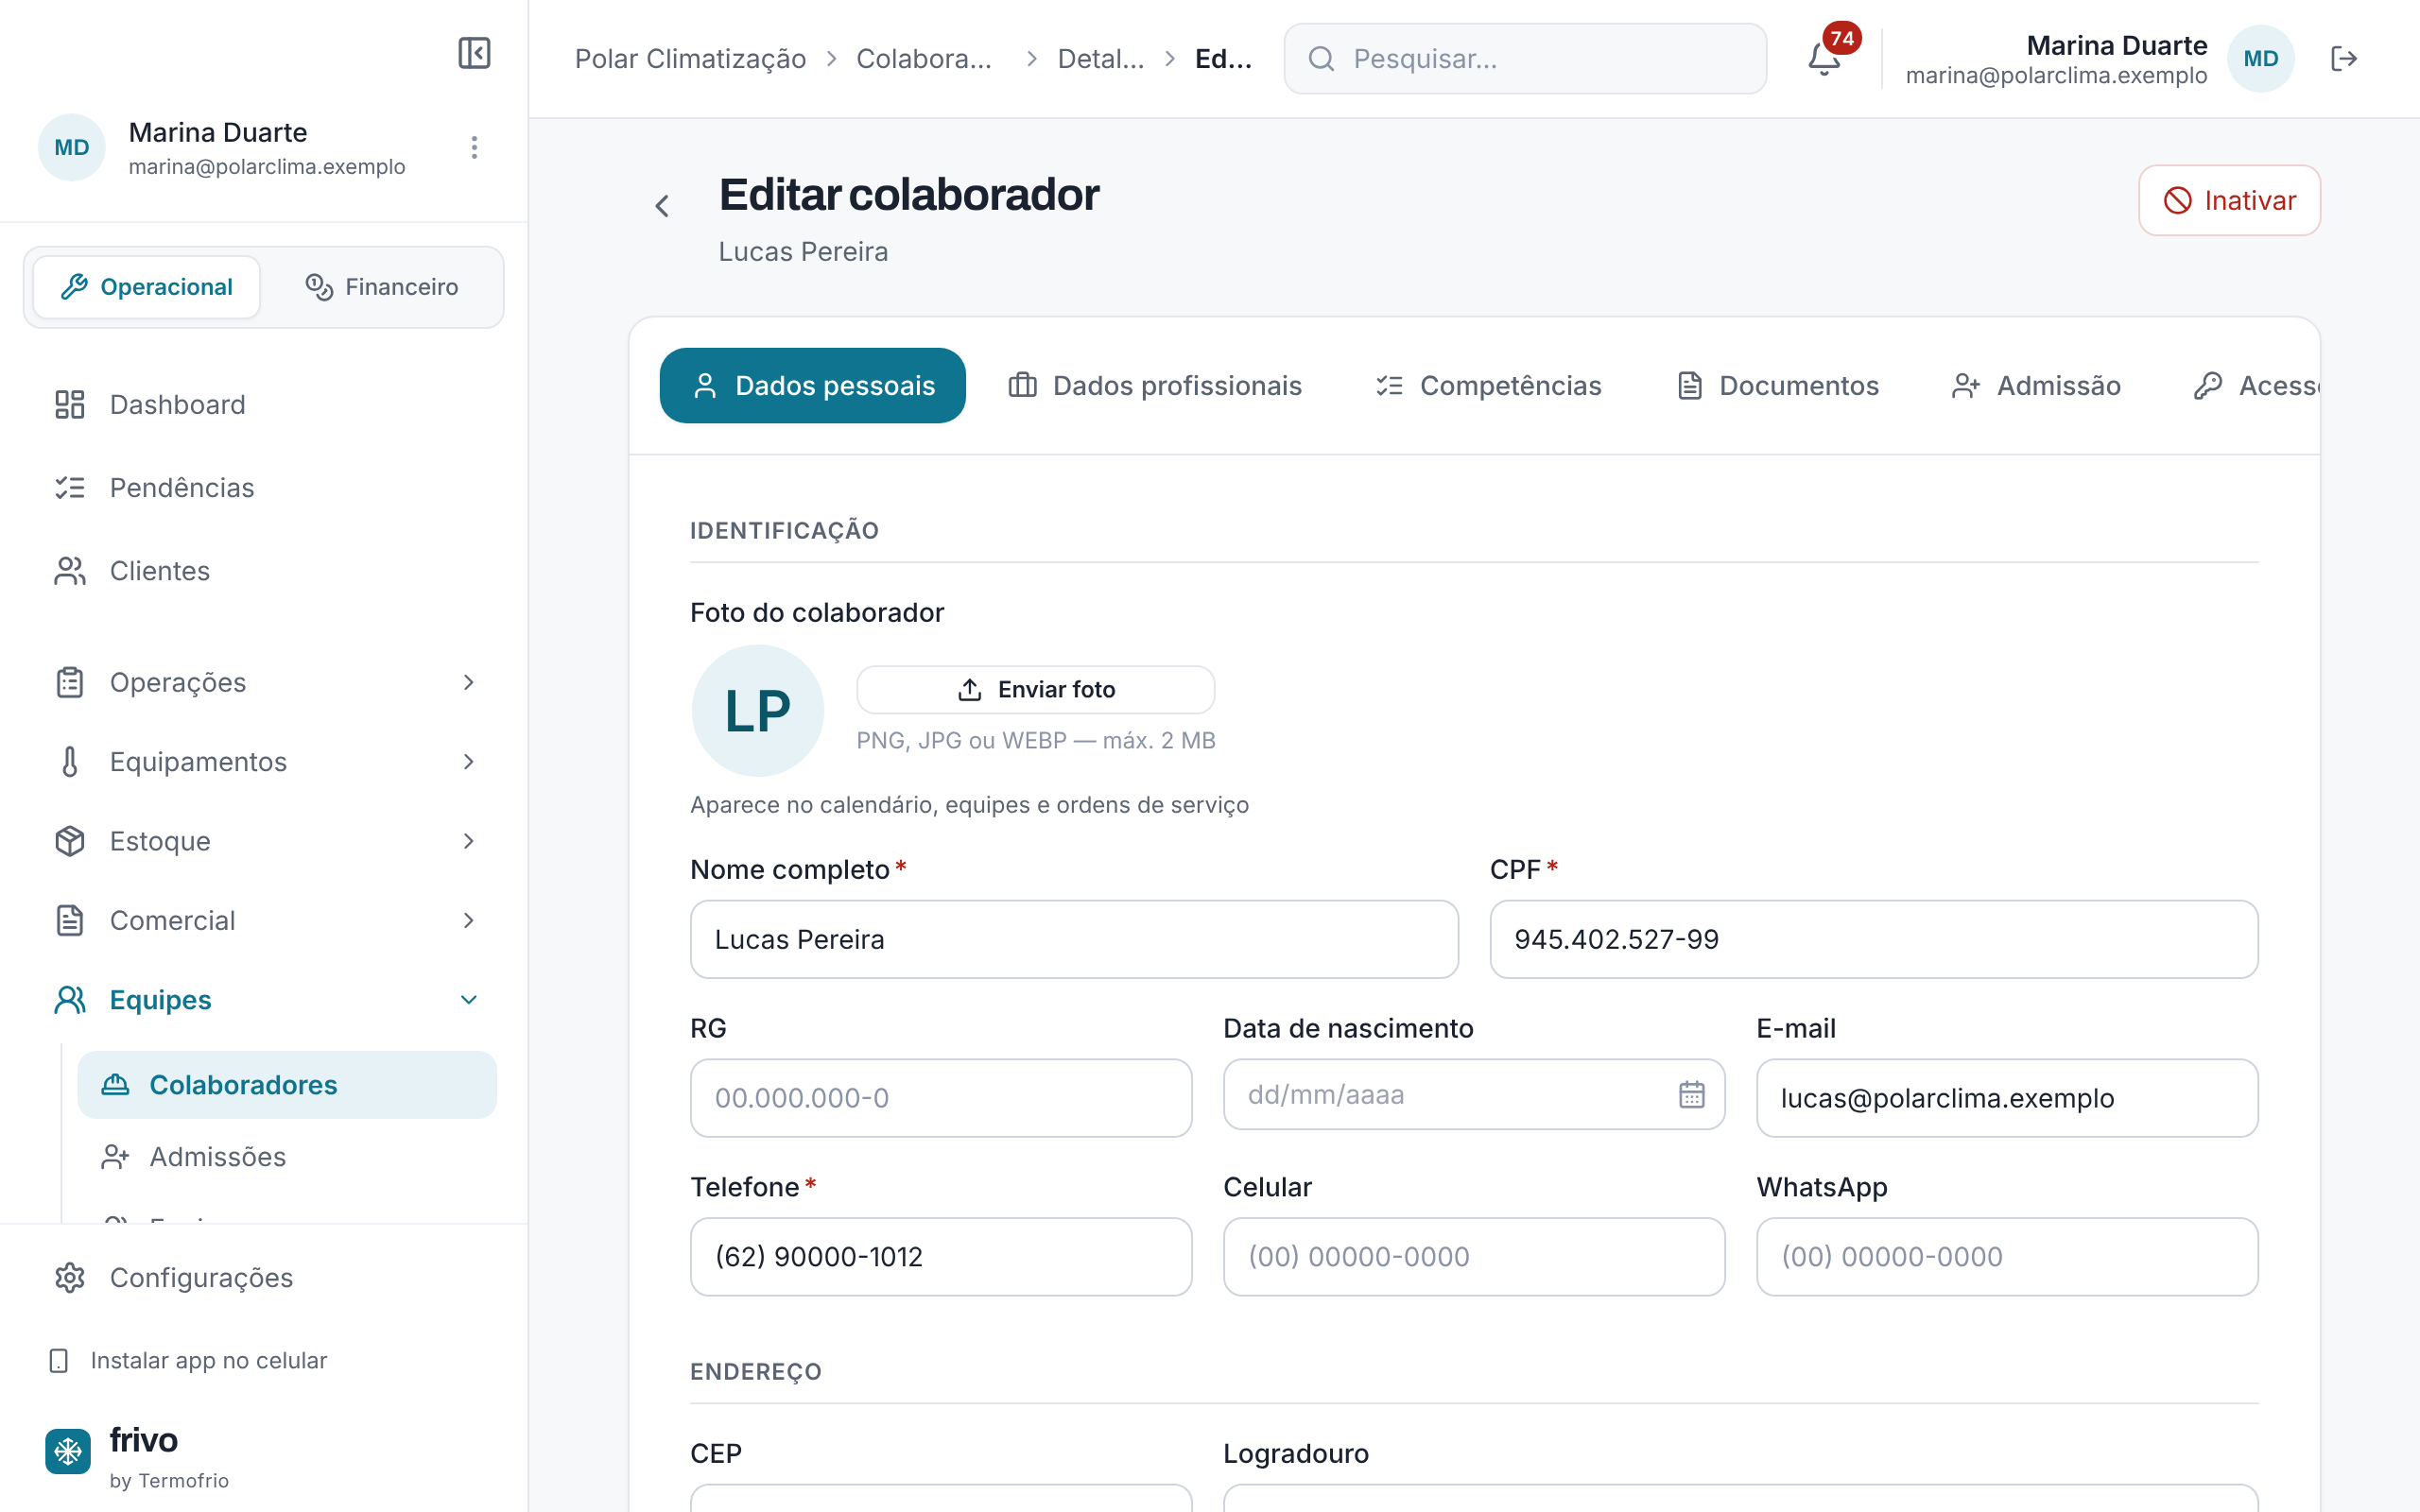 Polar Climatização
Colabora...
Detal...
Ed...
Pesquisar...
74
Marina Duarte
marina@polarclima.exemplo
MD
MD
Marina Duarte
marina@polarclima.exemplo
Operacional
Financeiro
Dashboard
Pendências
Clientes
Operações
Equipamentos
Estoque
Comercial
Equipes
Colaboradores
Admissões
Configurações
Instalar app no celular
frivo
by Termofrio
Editar colaborador
Lucas Pereira
Inativar
Dados pessoais
Dados profissionais
Competências
Documentos
Admissão
Acess
IDENTIFICAÇÃO
Foto do colaborador
LP
Enviar foto
PNG, JPG ou WEBP — máx. 2 MB
Aparece no calendário, equipes e ordens de serviço
Nome completo *
CPF *
Lucas Pereira
945.402.527-99
RG
Data de nascimento
E-mail
00.000.000-0
dd/mm/aaaa
lucas@polarclima.exemplo
Telefone *
Celular
WhatsApp
(62) 90000-1012
(00) 00000-0000
(00) 00000-0000
ENDEREÇO
CEP
Logradouro